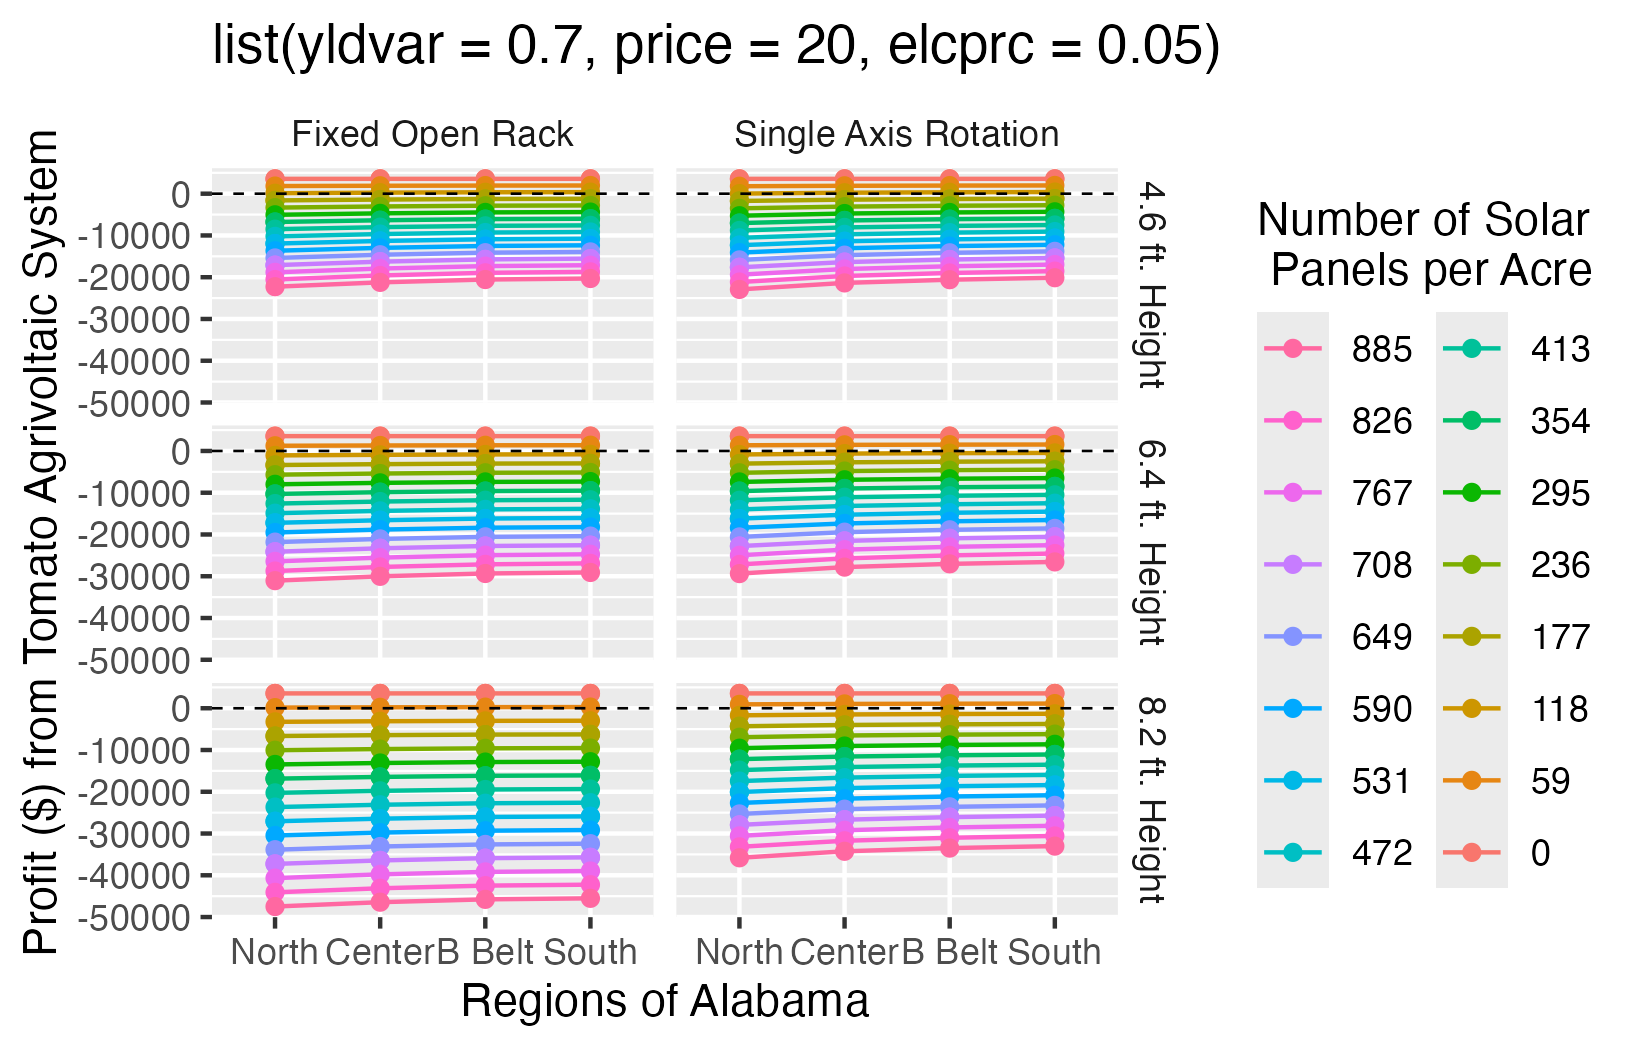 list(yldvar = 0.7, price = 20, elcprc = 0.05)
Fixed Open Rack
Single Axis Rotation
Profit ($) from Tomato Agrivoltaic System
0
-10000
-20000
-30000
-40000
-50000
4.6 ft. Height
0
-10000
-20000
-30000
-40000
-50000
6.4 ft. Height
0
-10000
-20000
-30000
-40000
-50000
8.2 ft. Height
North Center B Belt South
North Center B Belt South
Regions of Alabama
Number of Solar
Panels per Acre
885
826
767
708
649
590
531
472
413
354
295
236
177
118
59
0